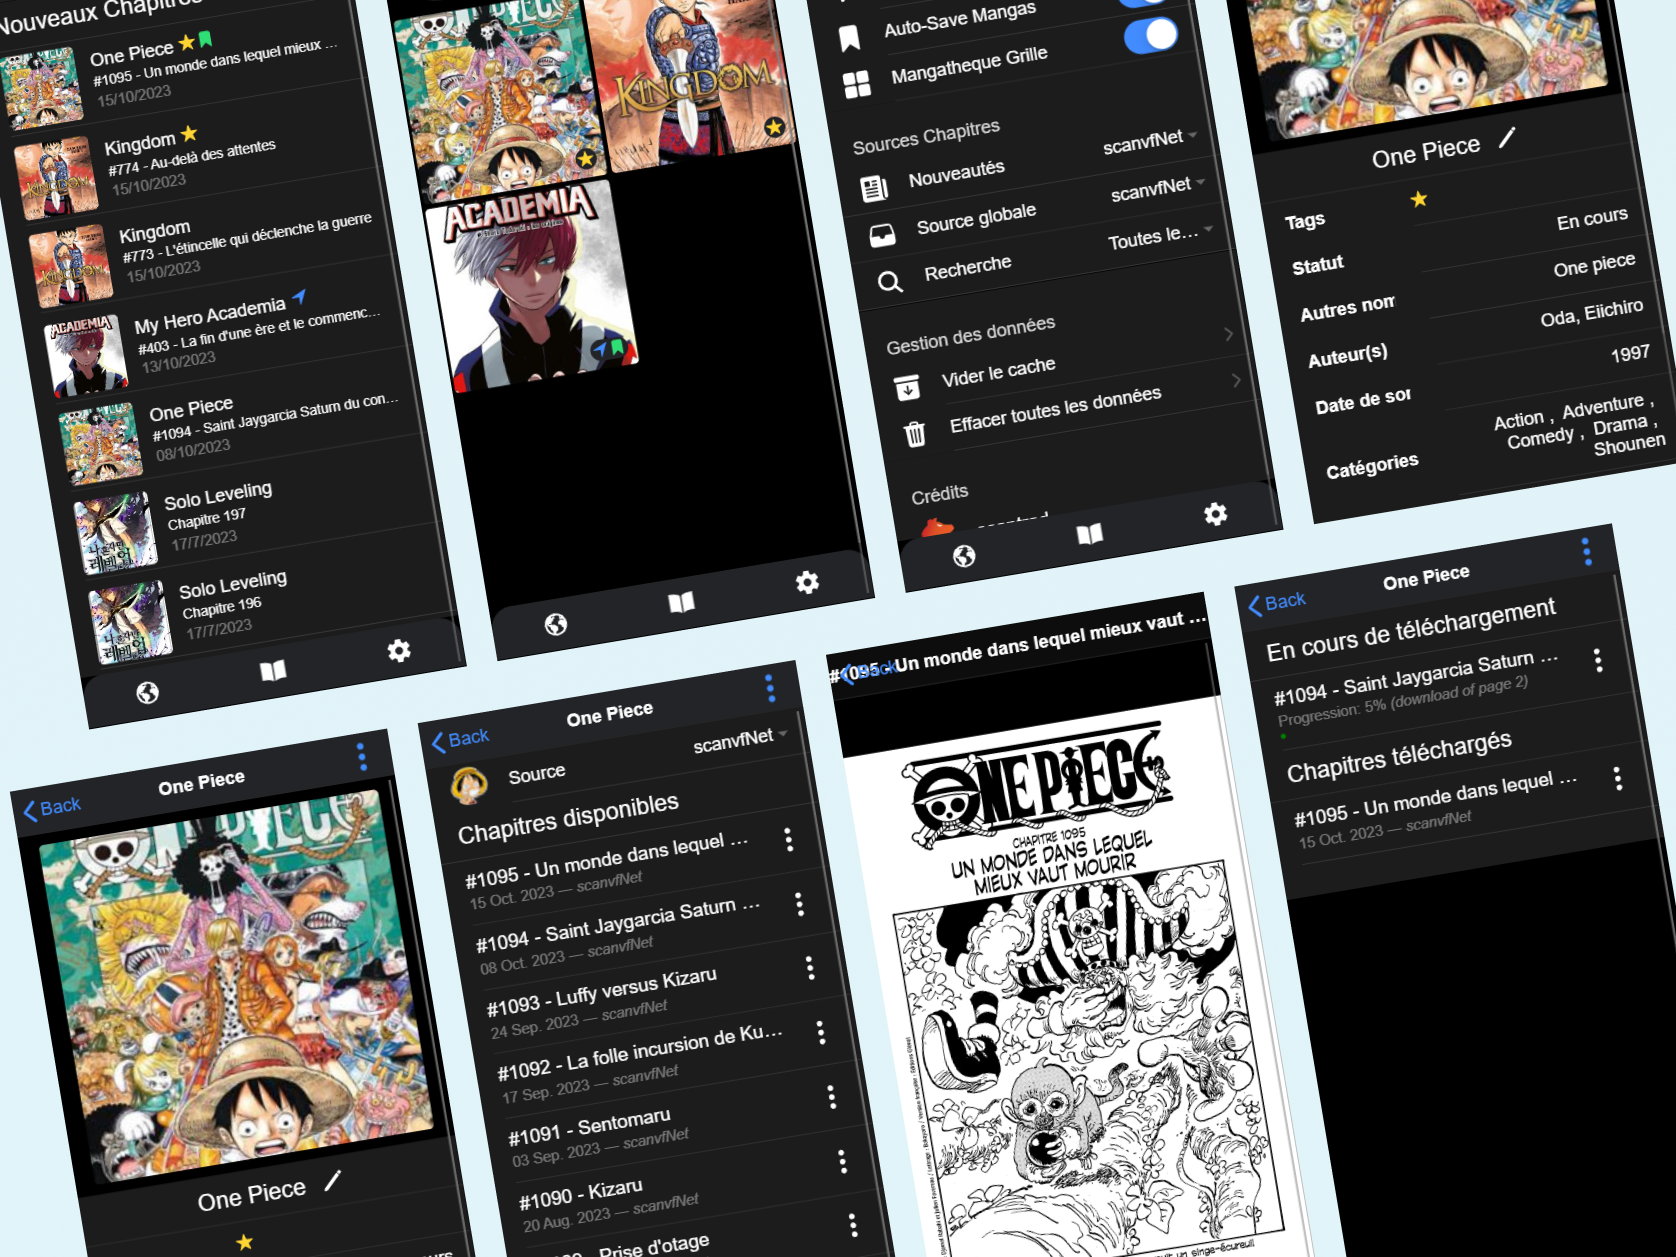 Nouveaux Chapitres
One Piece
#1095 - Un monde dans lequel mieux ...
15/10/2023
Kingdom
#774 - Au-delà des attentes
15/10/2023
Kingdom
#773 - L'étincelle qui déclenche la guerre
15/10/2023
My Hero Academia
#403 - La fin d'une ère et le commenc...
13/10/2023
One Piece
#1094 - Saint Jaygarcia Saturn du con...
08/10/2023
Solo Leveling
Chapitre 197
17/7/2023
Solo Leveling
Chapitre 196
17/7/2023
KINGDOM
ACADEMIA
Auto-Save Mangas
Mangatheque Grille
Sources Chapitres
Nouveautés
scanvfNet
Source globale
scanvfNet
Recherche
Toutes le...
Gestion des données
Vider le cache
Effacer toutes les données
Crédits
One Piece
Tags
Statut
En cours
Autres nom
One piece
Auteur(s)
Oda, Eiichiro
Date de sor
1997
Catégories
Action , Adventure ,
Comedy , Drama ,
Shounen
Back
One Piece
One Piece
Back
One Piece
Source
scanvfNet
Chapitres disponibles
#1095 - Un monde dans lequel ...
15 Oct. 2023 — scanvfNet
#1094 - Saint Jaygarcia Saturn ...
08 Oct. 2023 — scanvfNet
#1093 - Luffy versus Kizaru
24 Sep. 2023 — scanvfNet
#1092 - La folle incursion de Ku...
17 Sep. 2023 — scanvfNet
#1091 - Sentomaru
03 Sep. 2023 — scanvfNet
#1090 - Kizaru
20 Aug. 2023 — scanvfNet
Prise d'otage
Back
#1095 - Un monde dans lequel mieux vaut ...
ONE PIECE
CHAPITRE 1095
UN MONDE DANS LEQUEL
MIEUX VAUT MOURIR
un singe-écureuil
Back
One Piece
En cours de téléchargement
#1094 - Saint Jaygarcia Saturn ...
Progression: 5% (download of page 2)
Chapitres téléchargés
#1095 - Un monde dans lequel ...
15 Oct. 2023 — scanvfNet